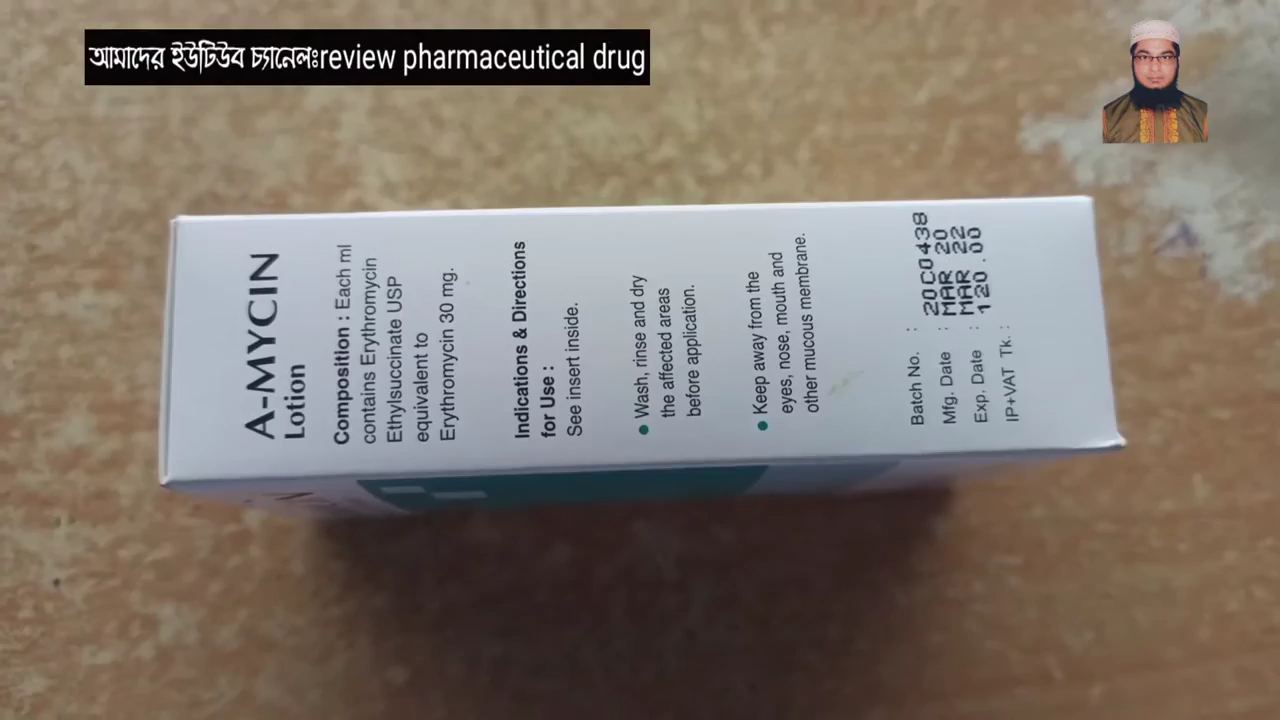 আমাদের ইউটিউব চ্যানেলঃreview pharmaceutical drug
A-MYCIN
Lotion
Composition : Each ml
contains Erythromycin
Ethylsuccinate USP
equivalent to
Erythromycin 30 mg.
Indications & Directions
for Use :
See insert inside.
● Wash, rinse and dry
the affected areas
before application.
● Keep away from the
eyes, nose, mouth and
other mucous membrane.
Batch No. : 20C0438
Mfg. Date : MAR 20
Exp. Date : MAR 22
IP+VAT Tk. : 120.00